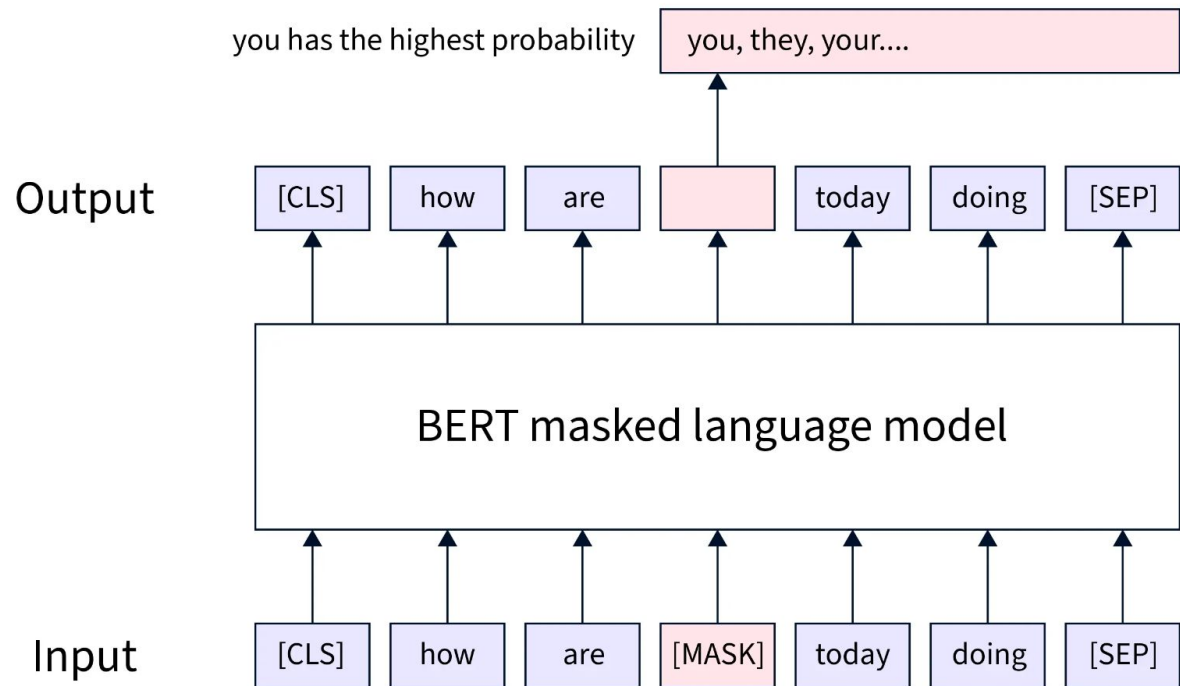 you has the highest probability
you, they, your....
Output
[CLS]
how
are
today
doing
[SEP]
BERT masked language model
Input
[CLS]
how
are
[MASK]
today
doing
[SEP]